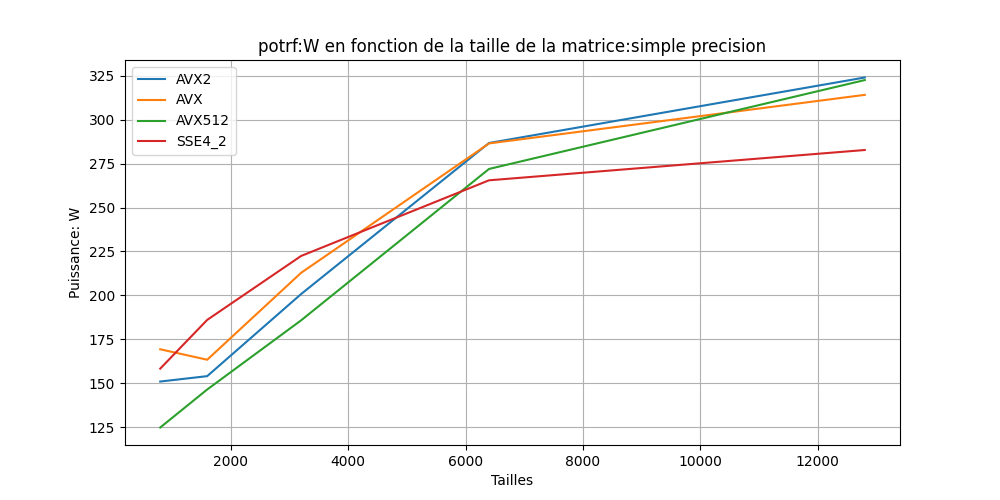 potrf:W en fonction de la taille de la matrice:simple precision
AVX2
AVX
AVX512
SSE4_2
325
300
275
250
225
200
175
150
125
Puissance: W
2000 4000 6000 8000 10000 12000
Tailles